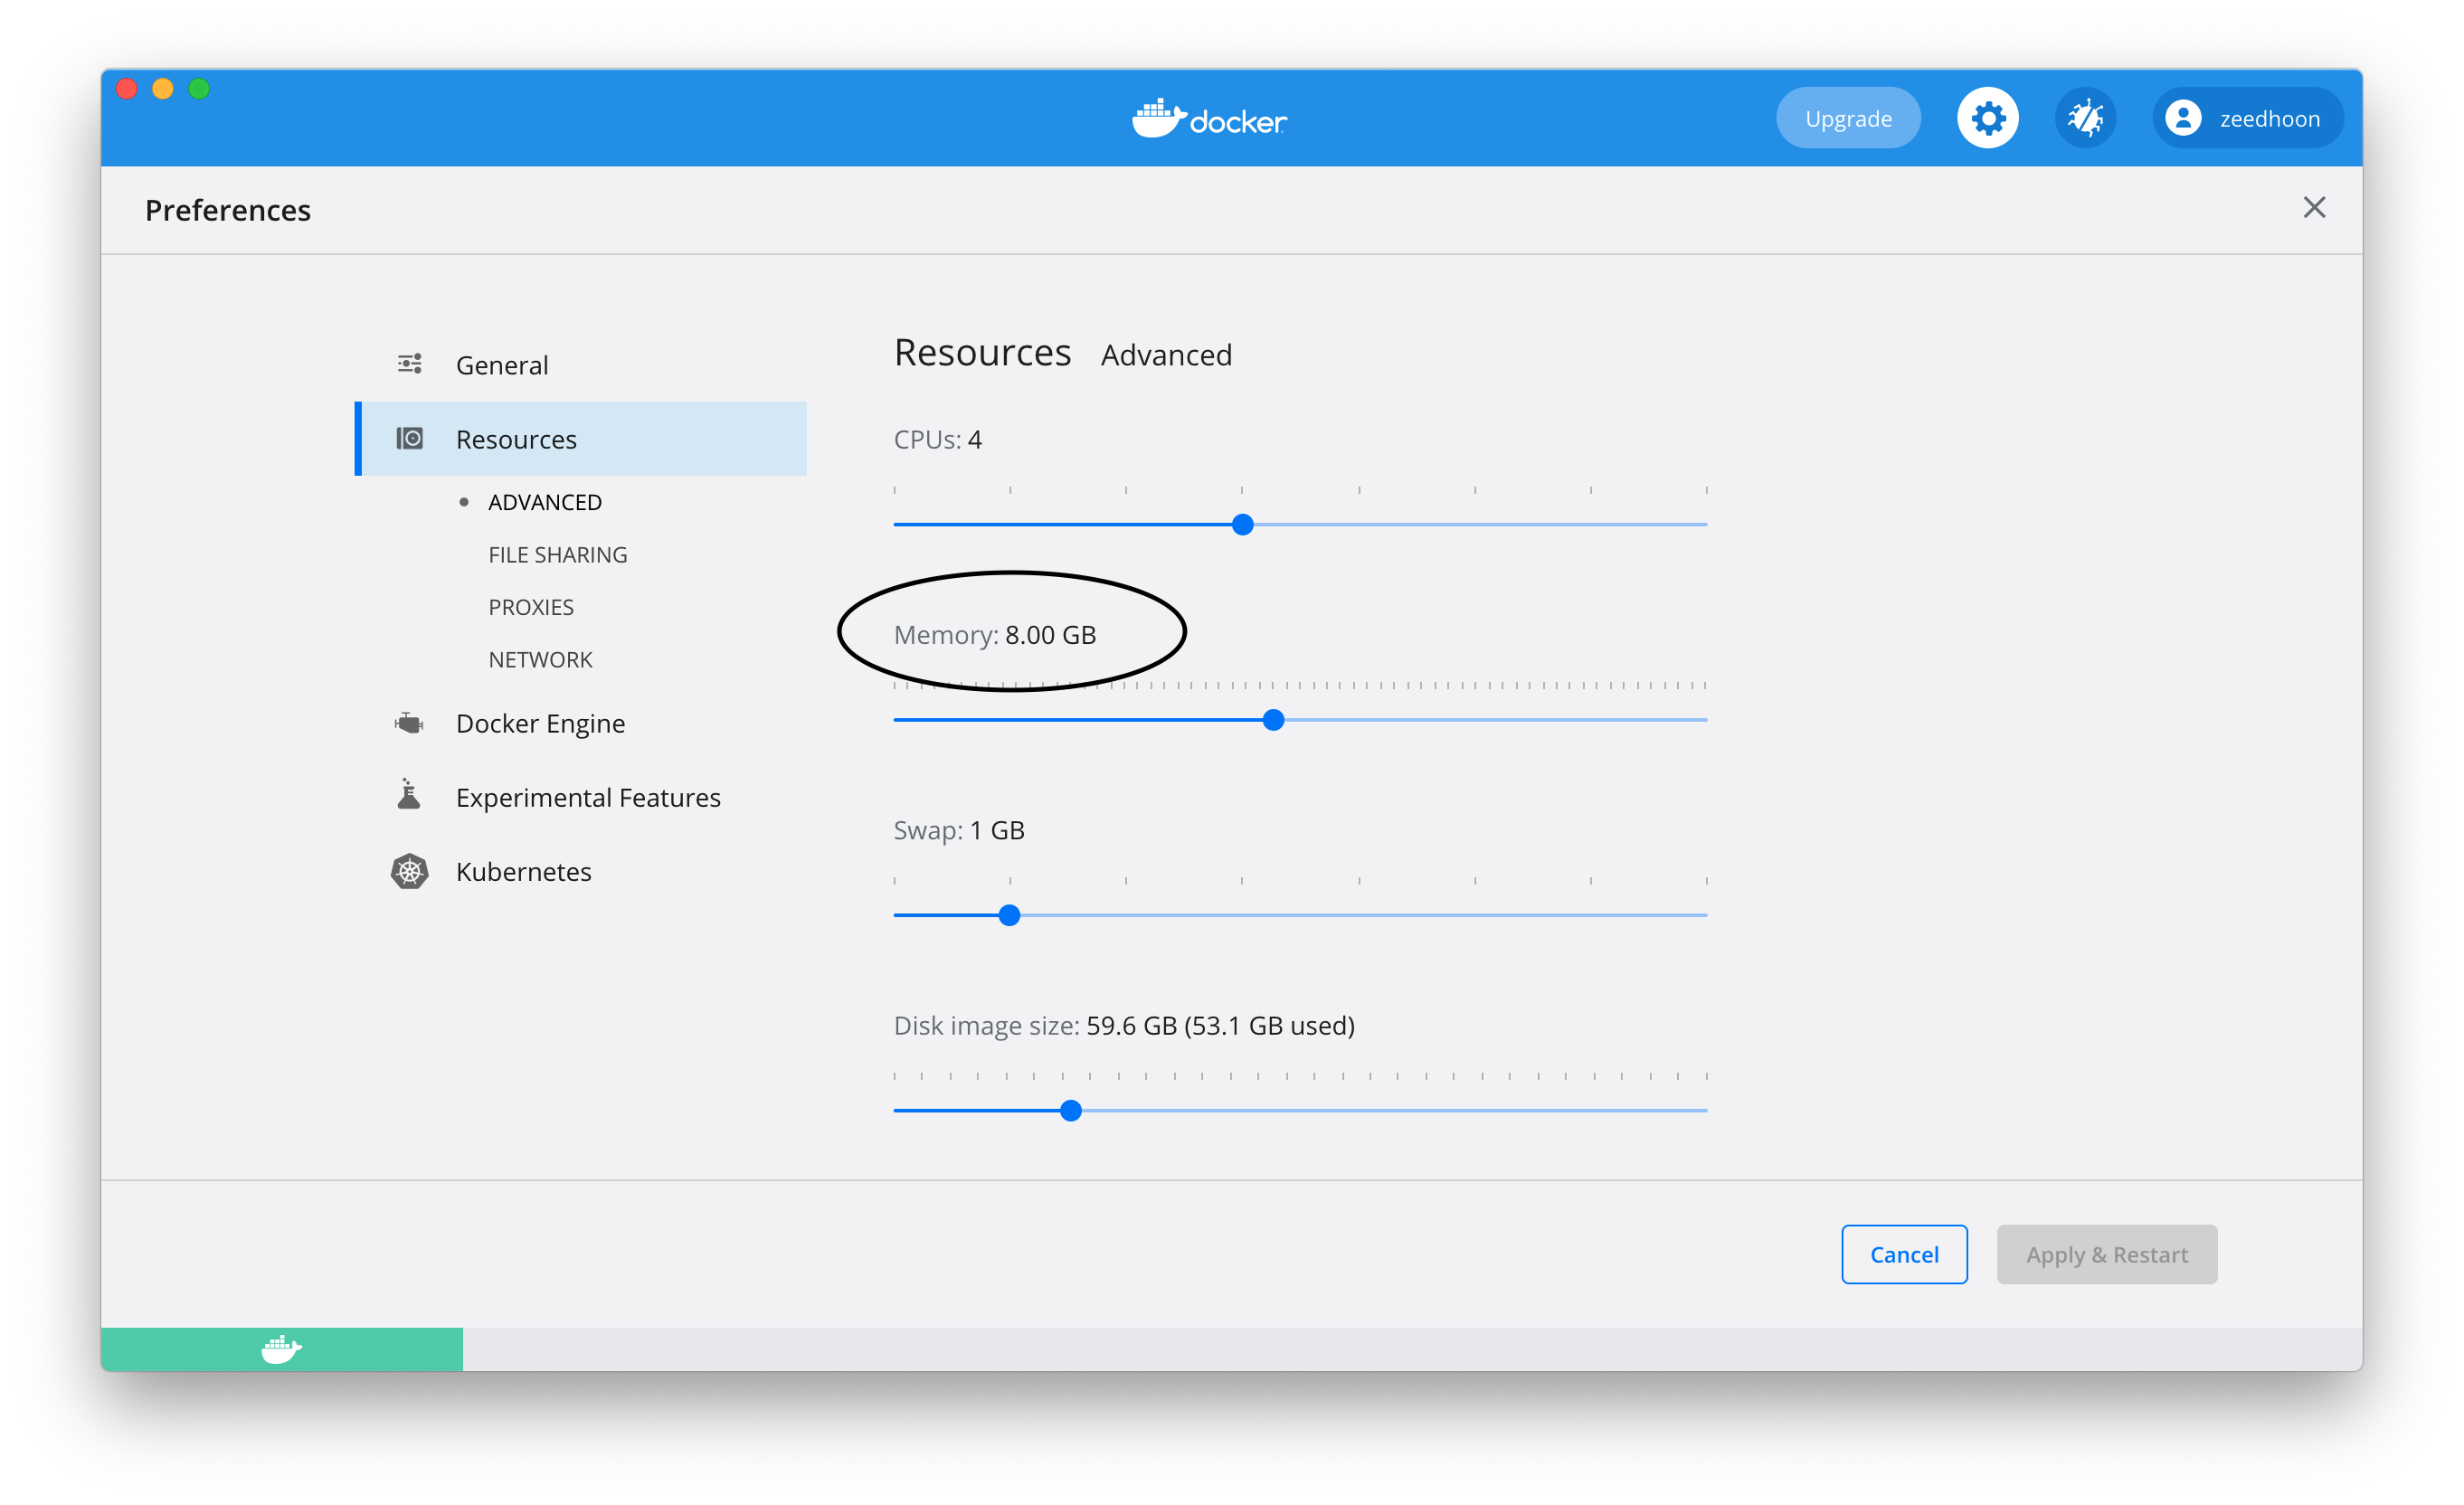 docker
Upgrade
zeedhoon
Preferences
General
Resources
ADVANCED
FILE SHARING
PROXIES
NETWORK
Docker Engine
Experimental Features
Kubernetes
Resources Advanced
CPUs: 4
Memory: 8.00 GB
Swap: 1 GB
Disk image size: 59.6 GB (53.1 GB used)
Cancel
Apply & Restart